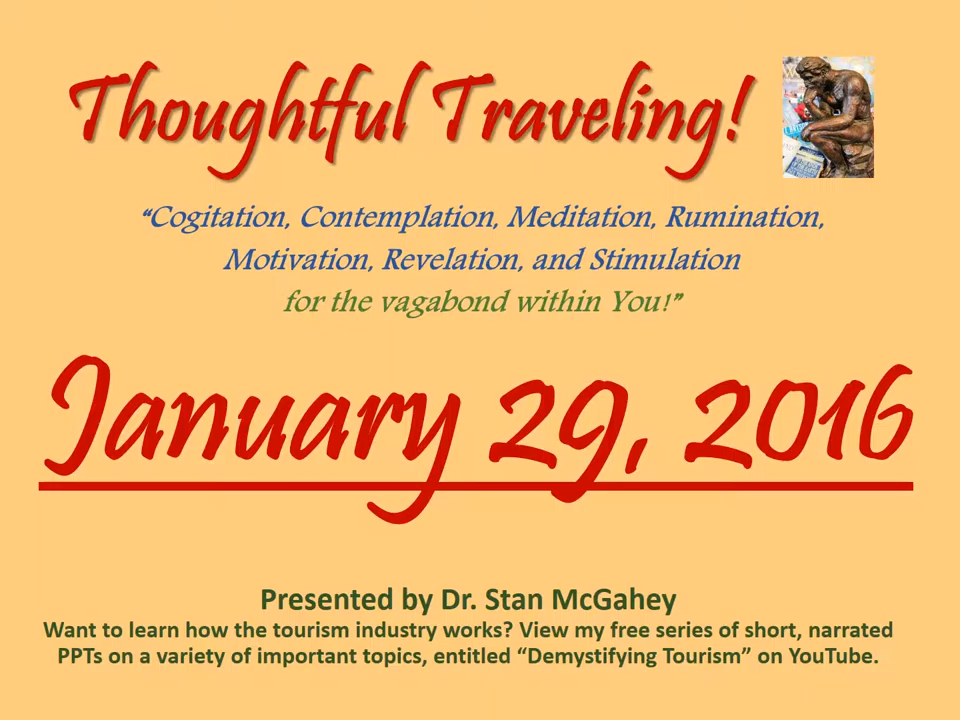 Thoughtful Traveling!
“Cogitation, Contemplation, Meditation, Rumination,
Motivation, Revelation, and Stimulation
for the vagabond within You!”
January 29, 2016
Presented by Dr. Stan McGahey
Want to learn how the tourism industry works? View my free series of short, narrated
PPTs on a variety of important topics, entitled “Demystifying Tourism” on YouTube.